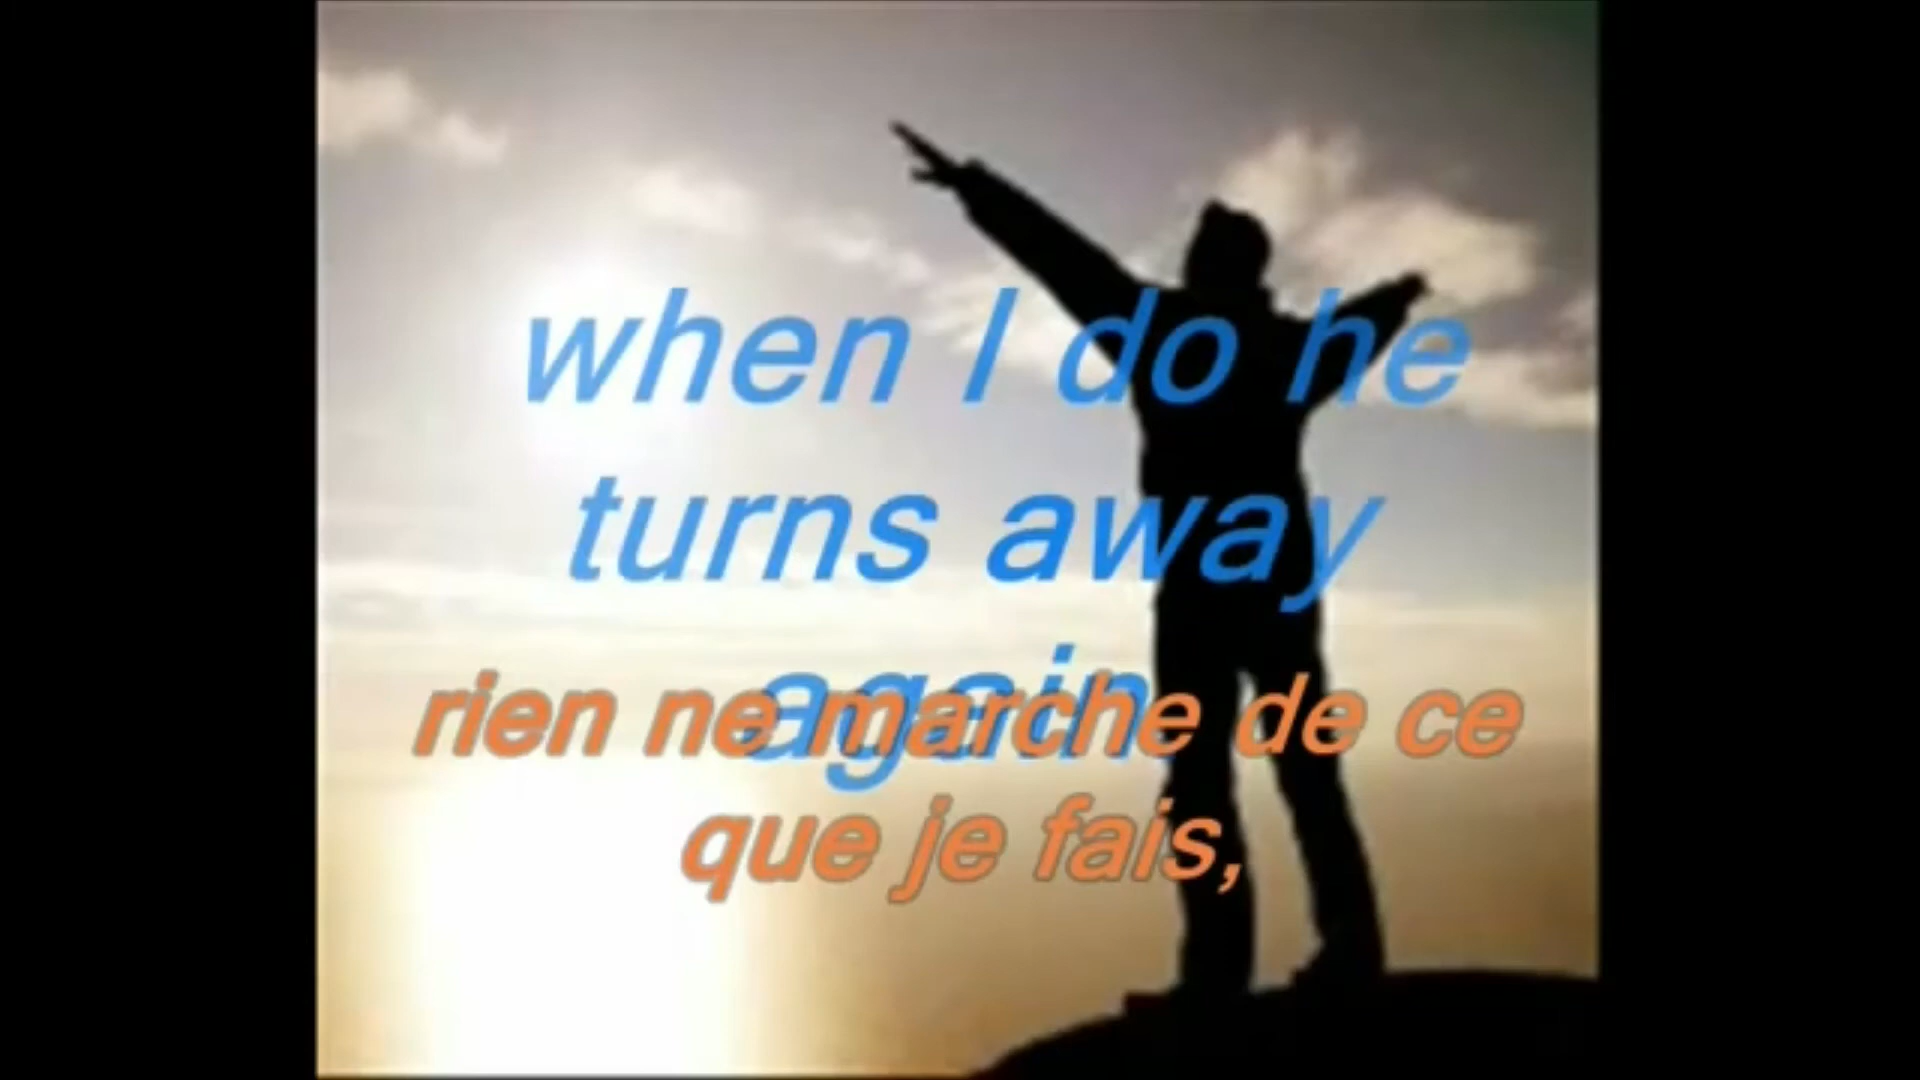 when I do he
turns away
again
rien ne marche de ce
que je fais,